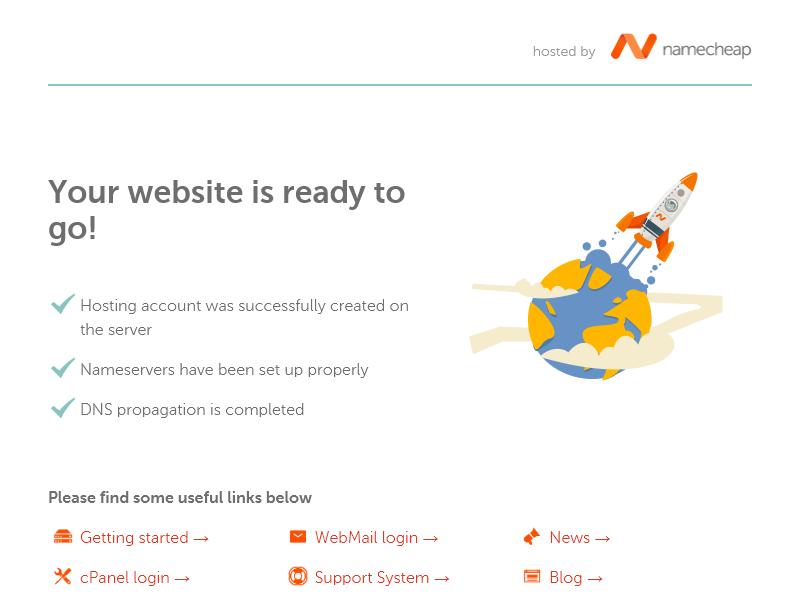 hosted by namecheap
Your website is ready to
go!
Hosting account was successfully created on
the server
Nameservers have been set up properly
DNS propagation is completed
Please find some useful links below
Getting started → WebMail login → News →
cPanel login → Support System → Blog →